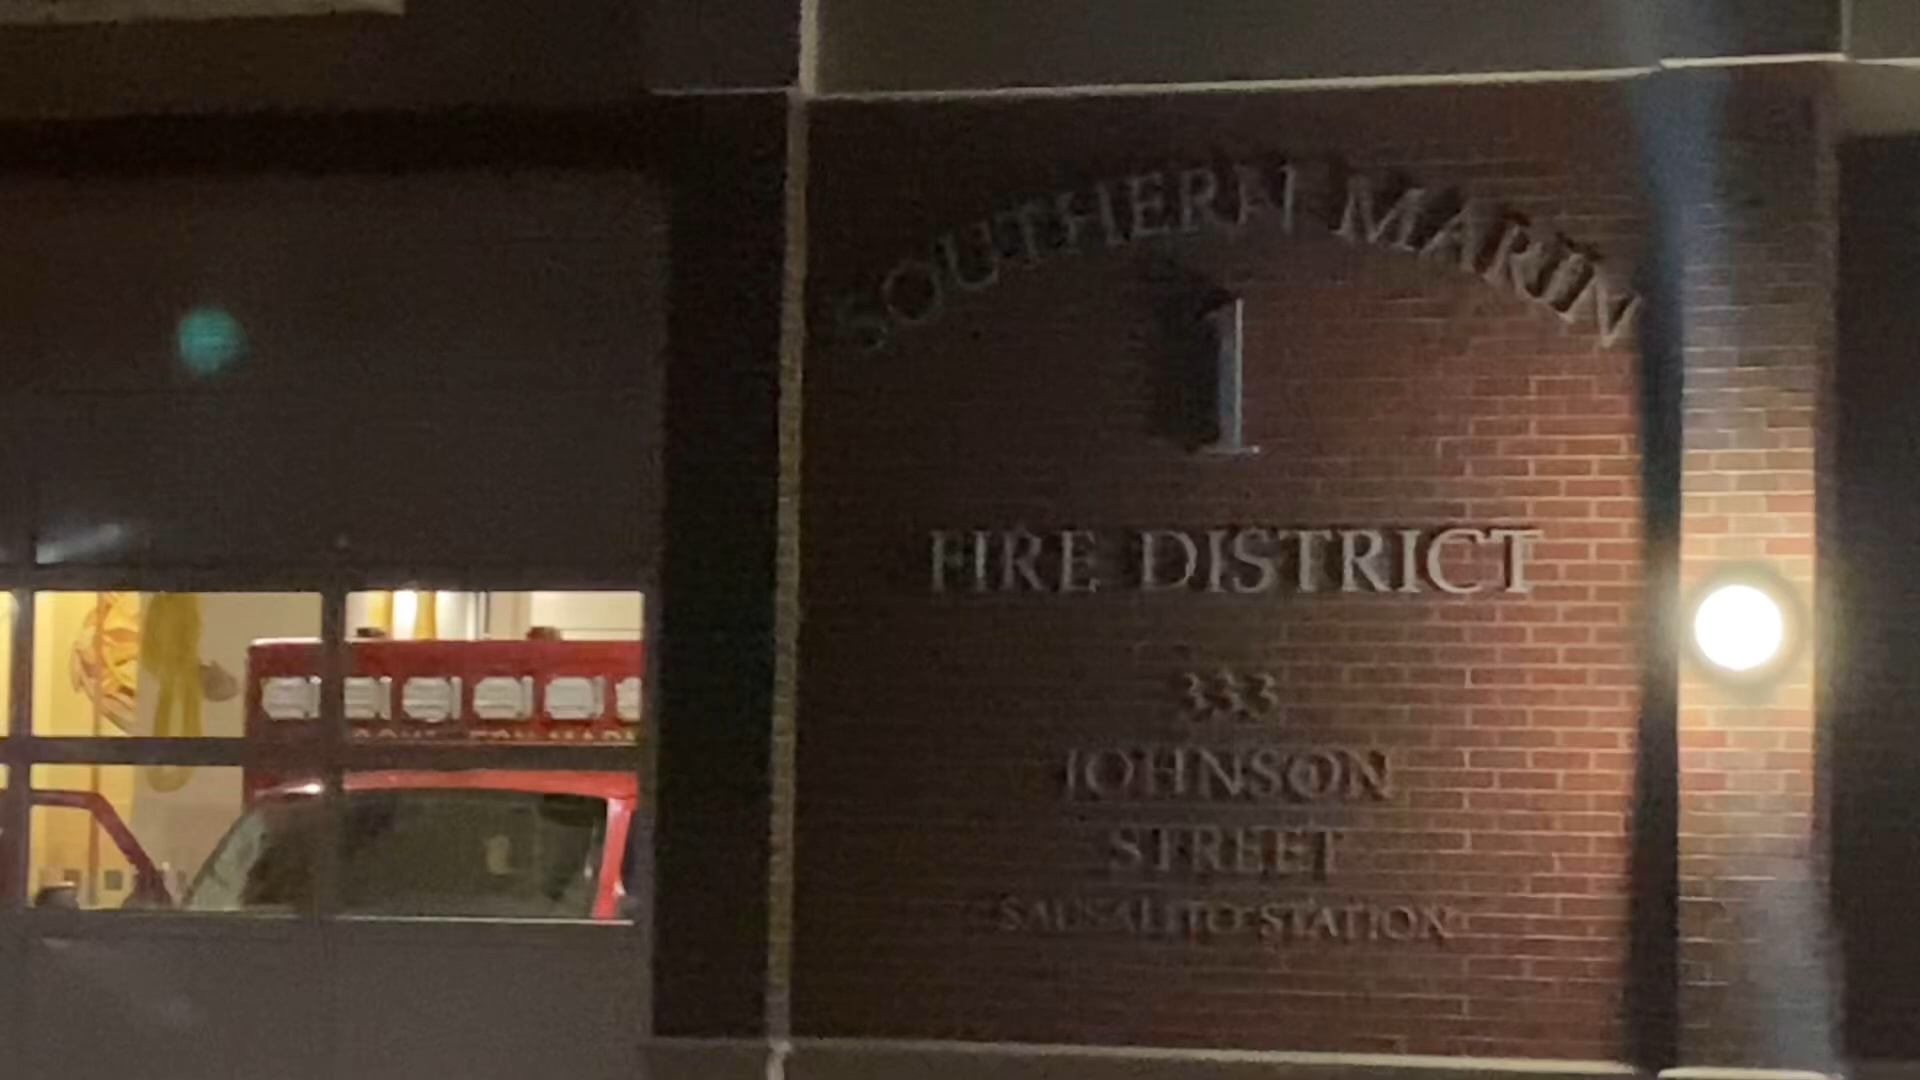 SOUTHERN MARIN
1
FIRE DISTRICT
333
JOHNSON
STREET
SAUSALITO STATION